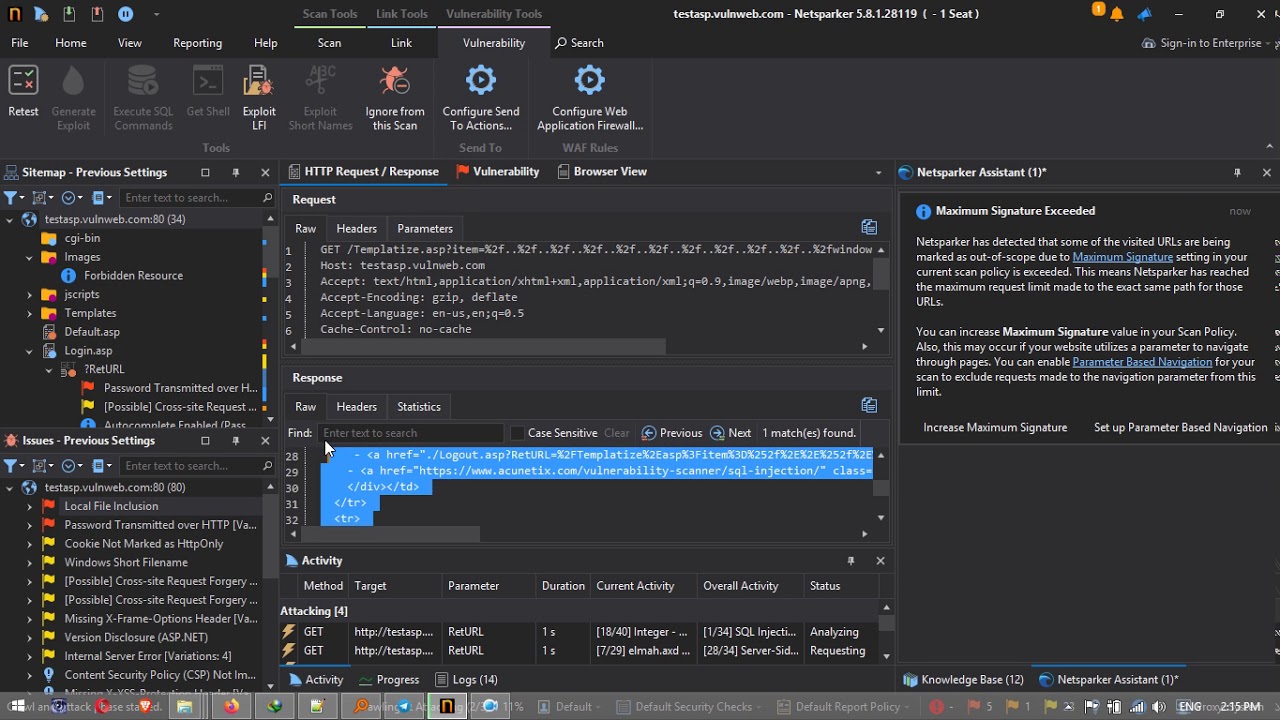 Scan Tools Link Tools Vulnerability Tools
testasp.vulnweb.com - Netsparker 5.8.1.28119 ( - 1 Seat )
1
File Home View Reporting Help Scan Link Vulnerability Search
Sign-in to Enterprise
Retest
Generate Exploit
Execute SQL Commands
Get Shell
Exploit LFI
Exploit Short Names
Ignore from this Scan
Configure Send To Actions...
Configure Web Application Firewall...
Tools Send To WAF Rules
Sitemap - Previous Settings
Enter text to search...
testasp.vulnweb.com:80 (34)
cgi-bin
Images
Forbidden Resource
jscripts
Templates
Default.asp
Login.asp
?RetURL
Password Transmitted over H...
[Possible] Cross-site Request ...
Autocomplete Enabled (Pass...
Issues - Previous Settings
Enter text to search...
testasp.vulnweb.com:80 (80)
Local File Inclusion
Password Transmitted over HTTP [Va...
Cookie Not Marked as HttpOnly
Windows Short Filename
[Possible] Cross-site Request Forgery ...
[Possible] Cross-site Request Forgery ...
Missing X-Frame-Options Header [Va...
Version Disclosure (ASP.NET)
Internal Server Error [Variations: 4]
Content Security Policy (CSP) Not Im...
Missing X-XSS-Protection Header [Va...
HTTP Request / Response Vulnerability Browser View
Request
Raw Headers Parameters
1 GET /Templatize.asp?item=%2f..%2f..%2f..%2f..%2f..%2f..%2f..%2f..%2f..%2f..%2fwindow
2 Host: testasp.vulnweb.com
3 Accept: text/html,application/xhtml+xml,application/xml;q=0.9,image/webp,image/apng,
4 Accept-Encoding: gzip, deflate
5 Accept-Language: en-us,en;q=0.5
6 Cache-Control: no-cache
Response
Raw Headers Statistics
Find: Enter text to search Case Sensitive Clear Previous Next 1 match(es) found.
28 - <a href="./Logout.asp?RetURL=%2FTemplatize%2Easp%3Fitem%3D%252f%2E%2E%252f%2E
29 - <a href="https://www.acunetix.com/vulnerability-scanner/sql-injection/" class=
30 </div></td>
31 </tr>
32 <tr>
Activity
Method Target Parameter Duration Current Activity Overall Activity Status
Attacking [4]
GET http://testasp.... RetURL 1 s [18/40] Integer - ... [1/34] SQL Injecti... Analyzing
GET http://testasp.... RetURL 1 s [7/29] elmah.axd ... [28/34] Server-Sid... Requesting
Activity Progress Logs (14)
Netsparker Assistant (1)*
Maximum Signature Exceeded now
Netsparker has detected that some of the visited URLs are being
marked as out-of-scope due to Maximum Signature setting in
your current scan policy is exceeded. This means Netsparker has reached
the maximum request limit made to the exact same path for those
URLs.
You can increase Maximum Signature value in your Scan Policy.
Also, this may occur if your website utilizes a parameter to navigate
through pages. You can enable Parameter Based Navigation for your
scan to exclude requests made to the navigation parameter from this
limit.
Increase Maximum Signature Set up Parameter Based Navigation
Knowledge Base (12) Netsparker Assistant (1)*
11% Default Default Security Checks Default Report Policy 5 1 ENG 2:15 PM